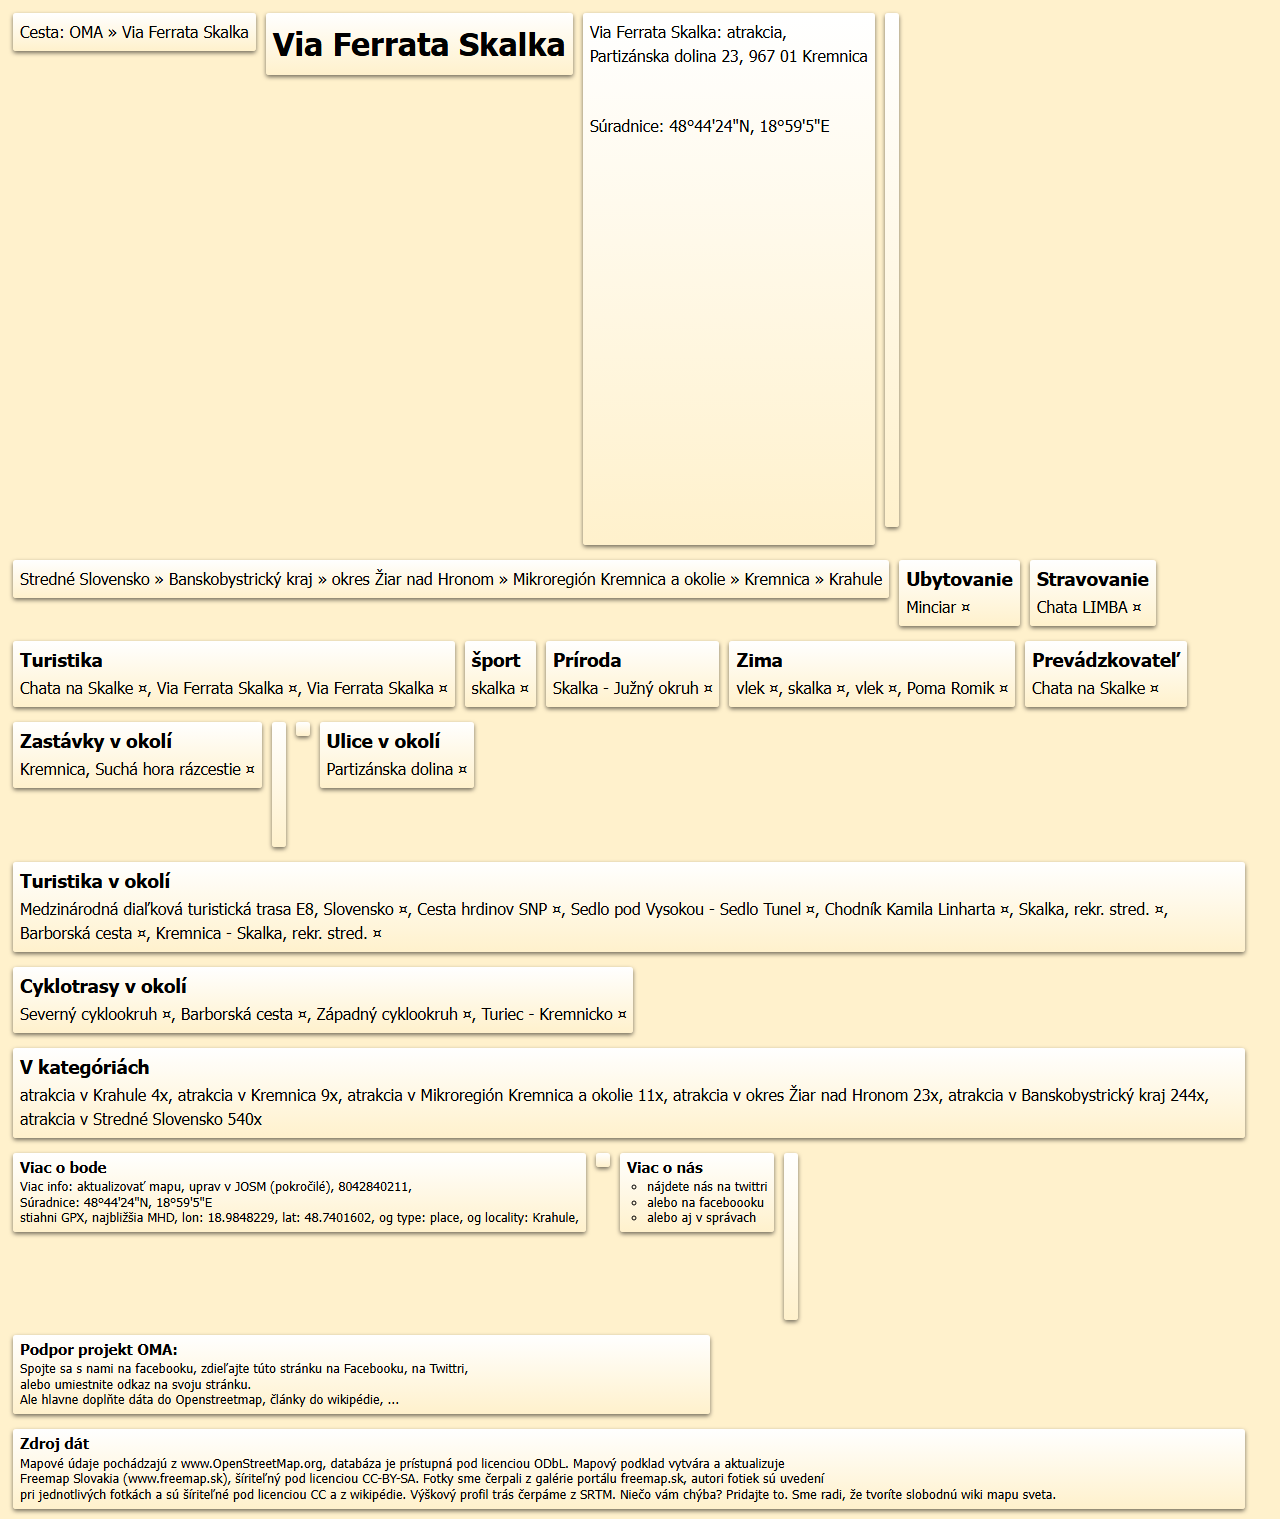 Cesta: OMA » Via Ferrata Skalka
Via Ferrata Skalka
Via Ferrata Skalka: atrakcia,
Partizánska dolina 23, 967 01 Kremnica
Súradnice: 48°44'24"N, 18°59'5"E
Stredné Slovensko » Banskobystrický kraj » okres Žiar nad Hronom » Mikroregión Kremnica a okolie » Kremnica » Krahule
Ubytovanie
Minciar ¤
Stravovanie
Chata LIMBA ¤
Turistika
Chata na Skalke ¤, Via Ferrata Skalka ¤, Via Ferrata Skalka ¤
šport
skalka ¤
Príroda
Skalka - Južný okruh ¤
Zima
vlek ¤, skalka ¤, vlek ¤, Poma Romik ¤
Prevádzkovateľ
Chata na Skalke ¤
Zastávky v okolí
Kremnica, Suchá hora rázcestie ¤
Ulice v okolí
Partizánska dolina ¤
Turistika v okolí
Medzinárodná diaľková turistická trasa E8, Slovensko ¤, Cesta hrdinov SNP ¤, Sedlo pod Vysokou - Sedlo Tunel ¤, Chodník Kamila Linharta ¤, Skalka, rekr. stred. ¤,
Barborská cesta ¤, Kremnica - Skalka, rekr. stred. ¤
Cyklotrasy v okolí
Severný cyklookruh ¤, Barborská cesta ¤, Západný cyklookruh ¤, Turiec - Kremnicko ¤
V kategóriách
atrakcia v Krahule 4x, atrakcia v Kremnica 9x, atrakcia v Mikroregión Kremnica a okolie 11x, atrakcia v okres Žiar nad Hronom 23x, atrakcia v Banskobystrický kraj 244x,
atrakcia v Stredné Slovensko 540x
Viac o bode
Viac info: aktualizovať mapu, uprav v JOSM (pokročilé), 8042840211,
Súradnice: 48°44'24"N, 18°59'5"E
stiahni GPX, najbližšia MHD, lon: 18.9848229, lat: 48.7401602, og type: place, og locality: Krahule,
Viac o nás
nájdete nás na twittri
alebo na faceboooku
alebo aj v správach
Podpor projekt OMA:
Spojte sa s nami na facebooku, zdieľajte túto stránku na Facebooku, na Twittri,
alebo umiestnite odkaz na svoju stránku.
Ale hlavne doplňte dáta do Openstreetmap, články do wikipédie, ...
Zdroj dát
Mapové údaje pochádzajú z www.OpenStreetMap.org, databáza je prístupná pod licenciou ODbL. Mapový podklad vytvára a aktualizuje
Freemap Slovakia (www.freemap.sk), šíriteľný pod licenciou CC-BY-SA. Fotky sme čerpali z galérie portálu freemap.sk, autori fotiek sú uvedení
pri jednotlivých fotkách a sú šíriteľné pod licenciou CC a z wikipédie. Výškový profil trás čerpáme z SRTM. Niečo vám chýba? Pridajte to. Sme radi, že tvoríte slobodnú wiki mapu sveta.